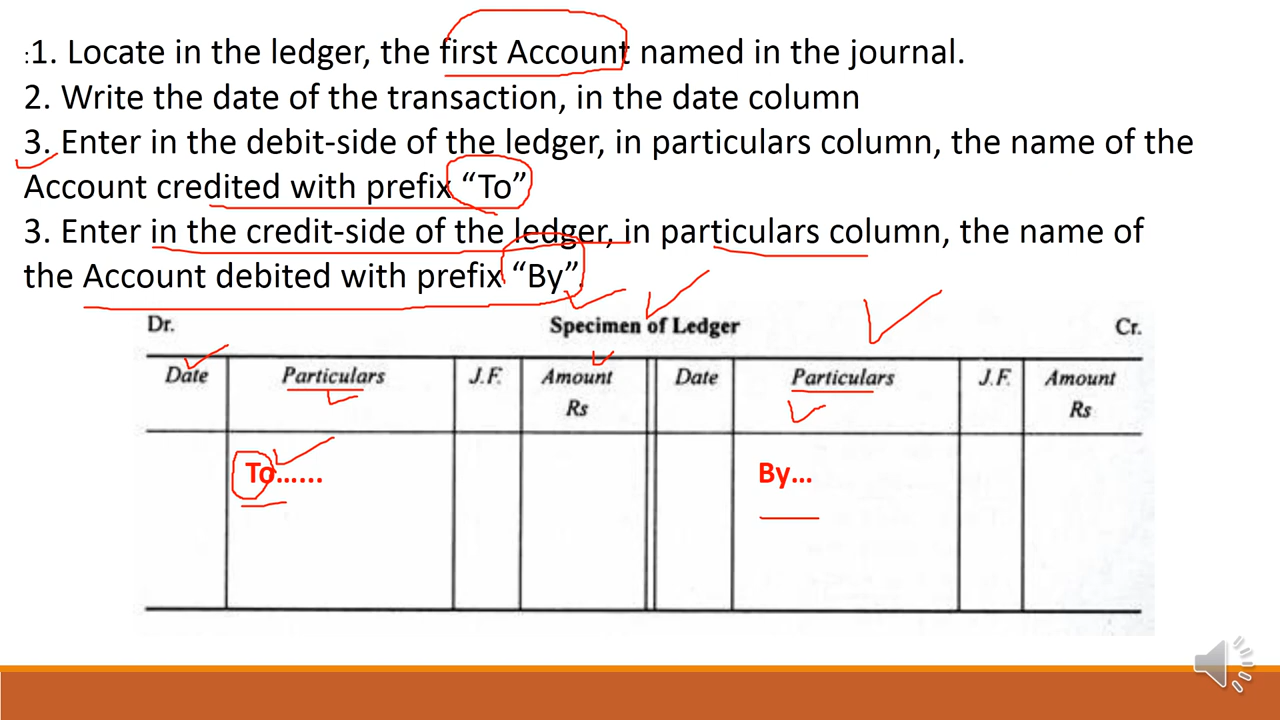 :1. Locate in the ledger, the first Account named in the journal.
2. Write the date of the transaction, in the date column
3. Enter in the debit-side of the ledger, in particulars column, the name of the
Account credited with prefix “To”
3. Enter in the credit-side of the ledger, in particulars column, the name of
the Account debited with prefix “By”.
Dr. Specimen of Ledger Cr.
Date Particulars J.F. Amount Rs Date Particulars J.F. Amount Rs
To...... By...